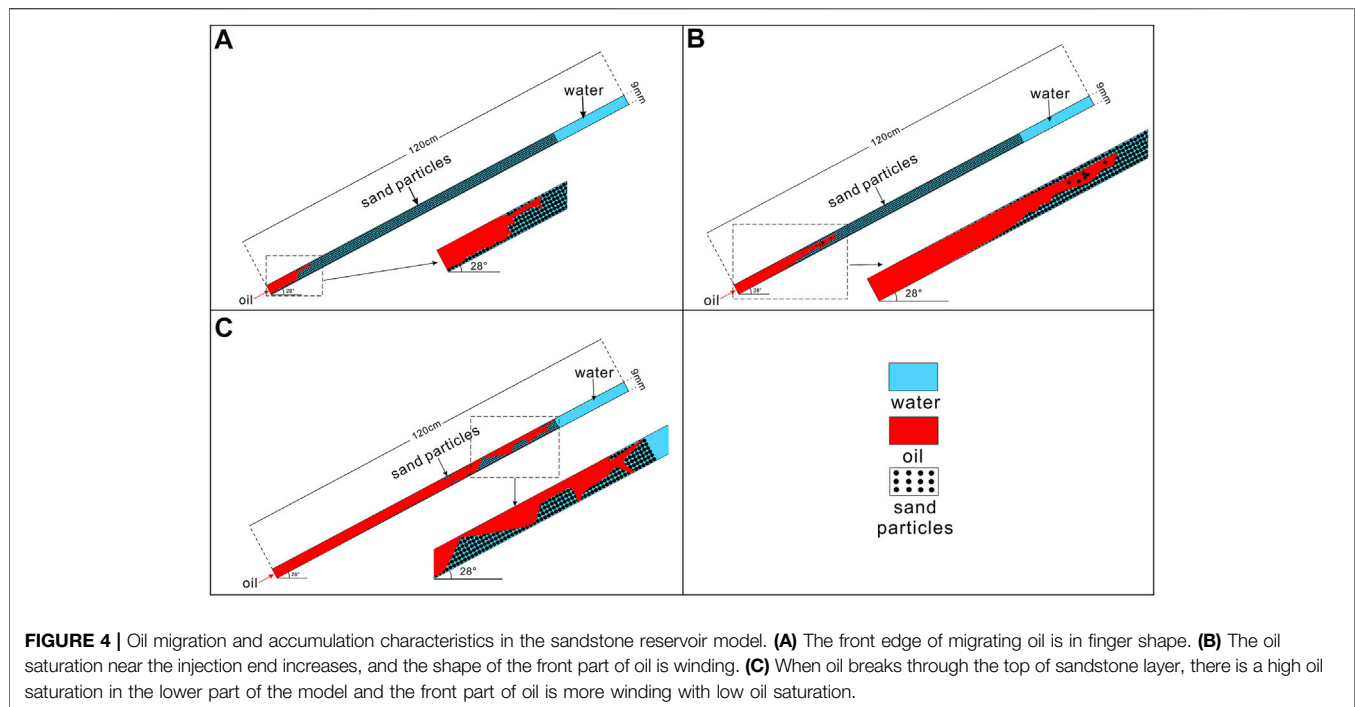 A
120cm
9mm
water
sand particles
28°
28°
oil
B
120cm
9mm
water
sand particles
28°
28°
oil
C
120cm
9mm
water
sand particles
28°
28°
oil
water
oil
sand
particles
FIGURE 4 | Oil migration and accumulation characteristics in the sandstone reservoir model. (A) The front edge of migrating oil is in finger shape. (B) The oil
saturation near the injection end increases, and the shape of the front part of oil is winding. (C) When oil breaks through the top of sandstone layer, there is a high oil
saturation in the lower part of the model and the front part of oil is more winding with low oil saturation.